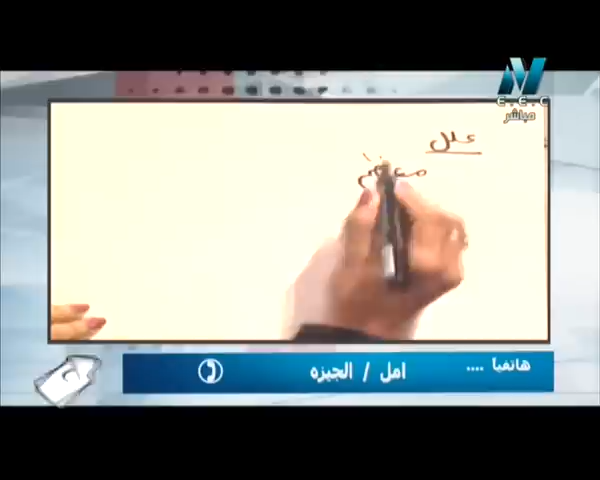 E.E.C
مباشر
علل
هاتفيا ....
امل / الجيزه